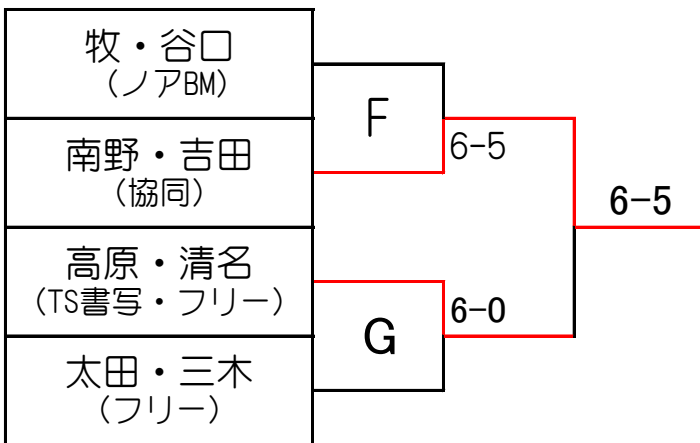 牧・谷口
(ノアBM)
F
南野・吉田
(協同)
6-5
6-5
高原・清名
(TS書写・フリー)
6-0
G
太田・三木
(フリー)